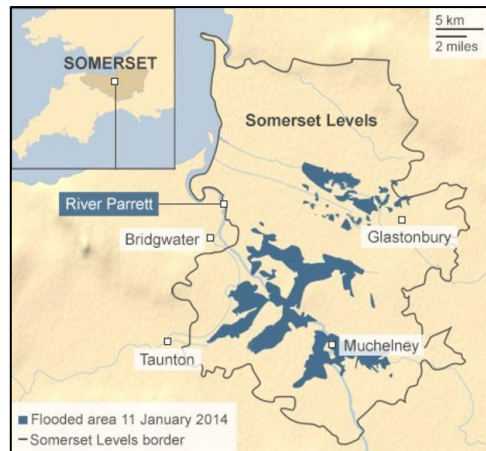 SOMERSET
5 km
2 miles
Somerset Levels
River Parrett
Bridgwater
Glastonbury
Taunton
Muchelney
Flooded area 11 January 2014
Somerset Levels border